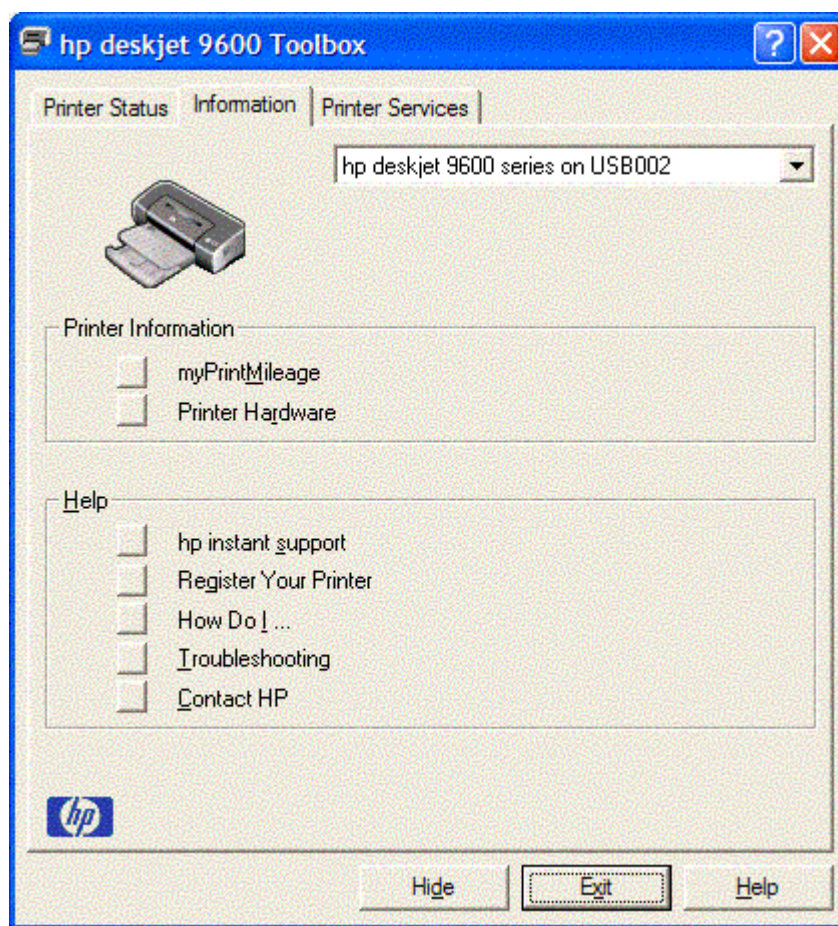 hp deskjet 9600 Toolbox
Printer Status Information Printer Services
hp deskjet 9600 series on USB002
Printer Information
myPrintMileage
Printer Hardware
Help
hp instant support
Register Your Printer
How Do I ...
Troubleshooting
Contact HP
hp
Hide Exit Help